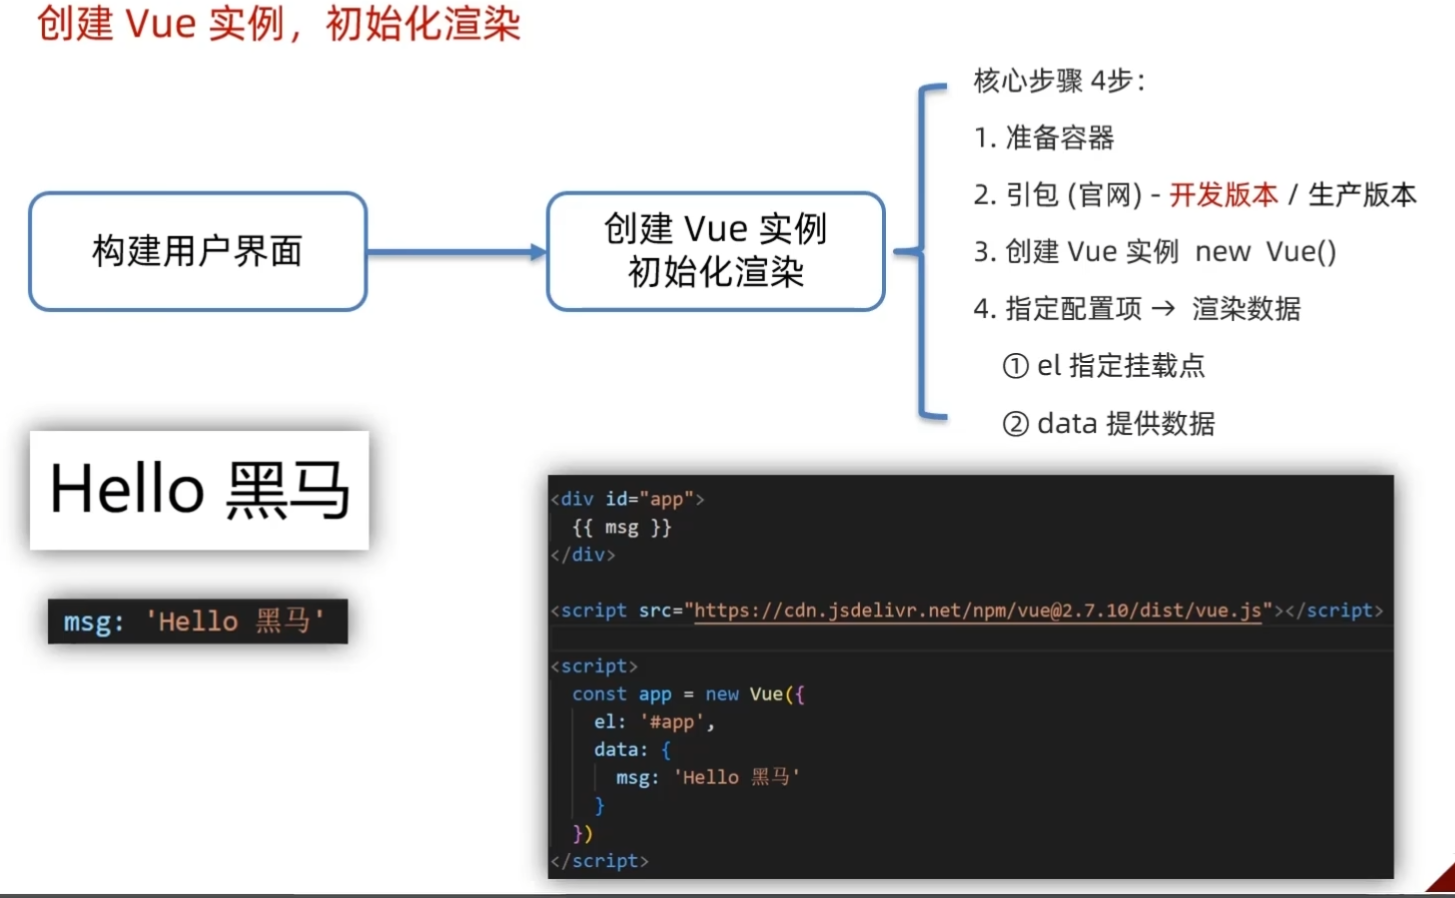 创建 Vue 实例，初始化渲染
构建用户界面
创建 Vue 实例
初始化渲染
核心步骤 4步：
1. 准备容器
2. 引包 (官网) - 开发版本 / 生产版本
3. 创建 Vue 实例  new  Vue()
4. 指定配置项 → 渲染数据
① el 指定挂载点
② data 提供数据
Hello 黑马
msg: 'Hello 黑马'
<div id="app">
  {{ msg }}
</div>
<script src="https://cdn.jsdelivr.net/npm/vue@2.7.10/dist/vue.js"></script>
<script>
  const app = new Vue({
    el: '#app',
    data: {
      msg: 'Hello 黑马'
    }
  })
</script>